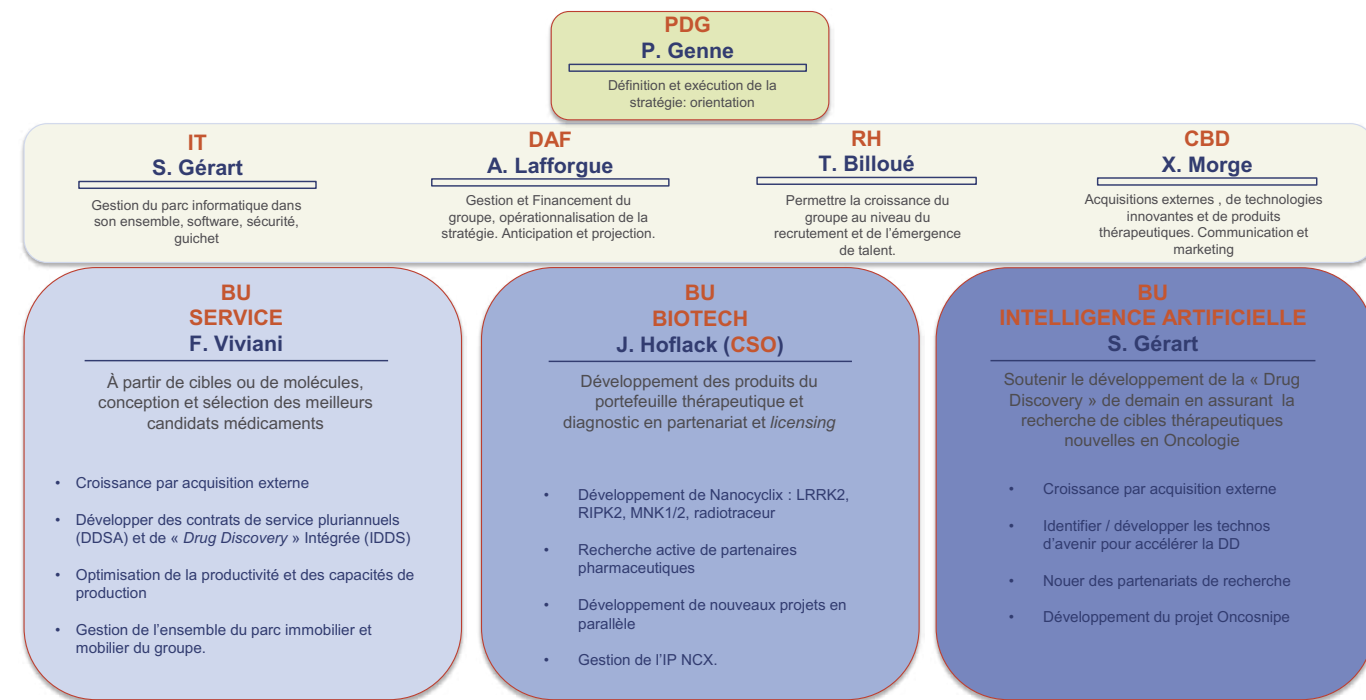 PDG
P. Genne
Définition et exécution de la
stratégie: orientation
IT
S. Gérart
Gestion du parc informatique dans
son ensemble, software, sécurité,
guichet
DAF
A. Lafforgue
Gestion et Financement du
groupe, opérationnalisation de la
stratégie. Anticipation et projection.
RH
T. Billoué
Permettre la croissance du
groupe au niveau du
recrutement et de l'émergence
de talent.
CBD
X. Morge
Acquisitions externes , de technologies
innovantes et de produits
thérapeutiques. Communication et
marketing
BU
SERVICE
F. Viviani
À partir de cibles ou de molécules,
conception et sélection des meilleurs
candidats médicaments
• Croissance par acquisition externe
• Développer des contrats de service pluriannuels
(DDSA) et de « Drug Discovery » Intégrée (IDDS)
• Optimisation de la productivité et des capacités de
production
• Gestion de l'ensemble du parc immobilier et
mobilier du groupe.
BU
BIOTECH
J. Hoflack (CSO)
Développement des produits du
portefeuille thérapeutique et
diagnostic en partenariat et licensing
• Développement de Nanocyclix : LRRK2,
RIPK2, MNK1/2, radiotraceur
• Recherche active de partenaires
pharmaceutiques
• Développement de nouveaux projets en
parallèle
• Gestion de l'IP NCX.
BU
INTELLIGENCE ARTIFICIELLE
S. Gérart
Soutenir le développement de la « Drug
Discovery » de demain en assurant la
recherche de cibles thérapeutiques
nouvelles en Oncologie
• Croissance par acquisition externe
• Identifier / développer les technos
d'avenir pour accélérer la DD
• Nouer des partenariats de recherche
• Développement du projet Oncosnipe